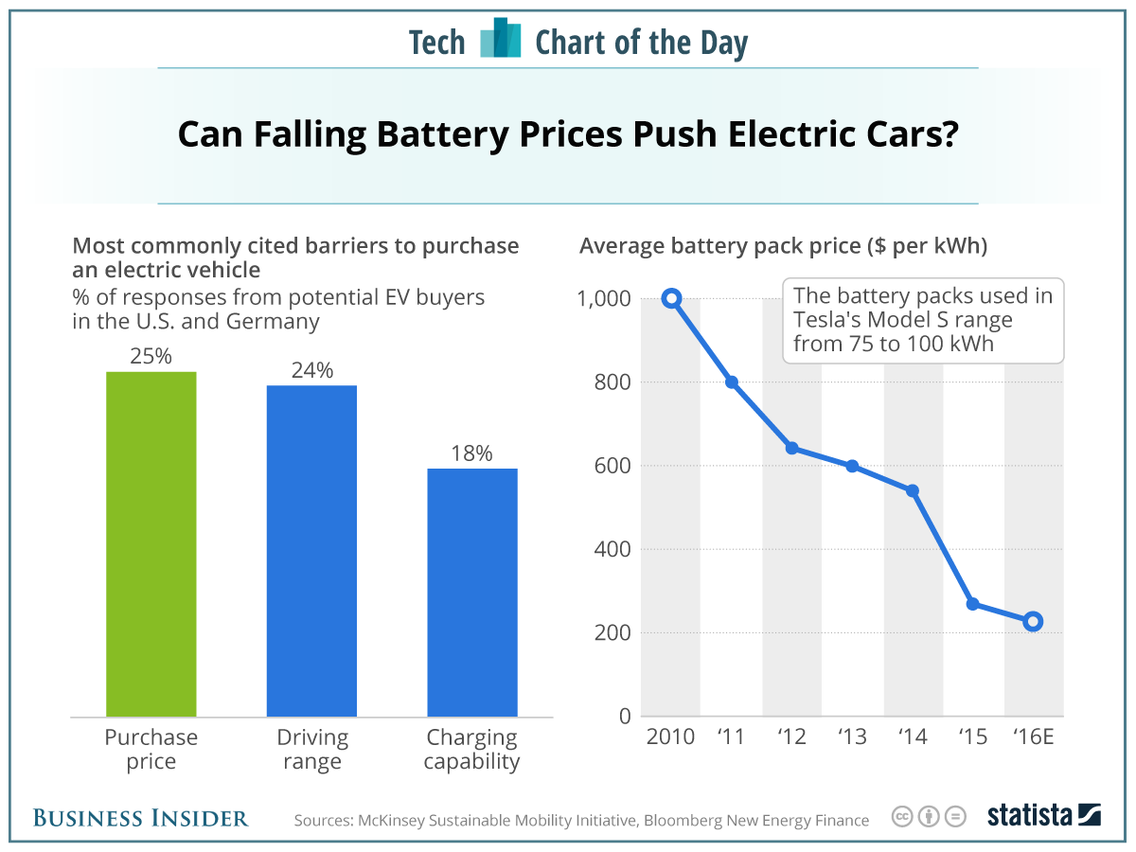 Tech Chart of the Day
Can Falling Battery Prices Push Electric Cars?
Most commonly cited barriers to purchase
an electric vehicle
% of responses from potential EV buyers
in the U.S. and Germany
25%
24%
18%
Purchase
price
Driving
range
Charging
capability
Average battery pack price ($ per kWh)
The battery packs used in
Tesla's Model S range
from 75 to 100 kWh
1,000
800
600
400
200
0
2010 ‘11 ‘12 ‘13 ‘14 ‘15 ‘16E
BUSINESS INSIDER
Sources: McKinsey Sustainable Mobility Initiative, Bloomberg New Energy Finance
cc
statista